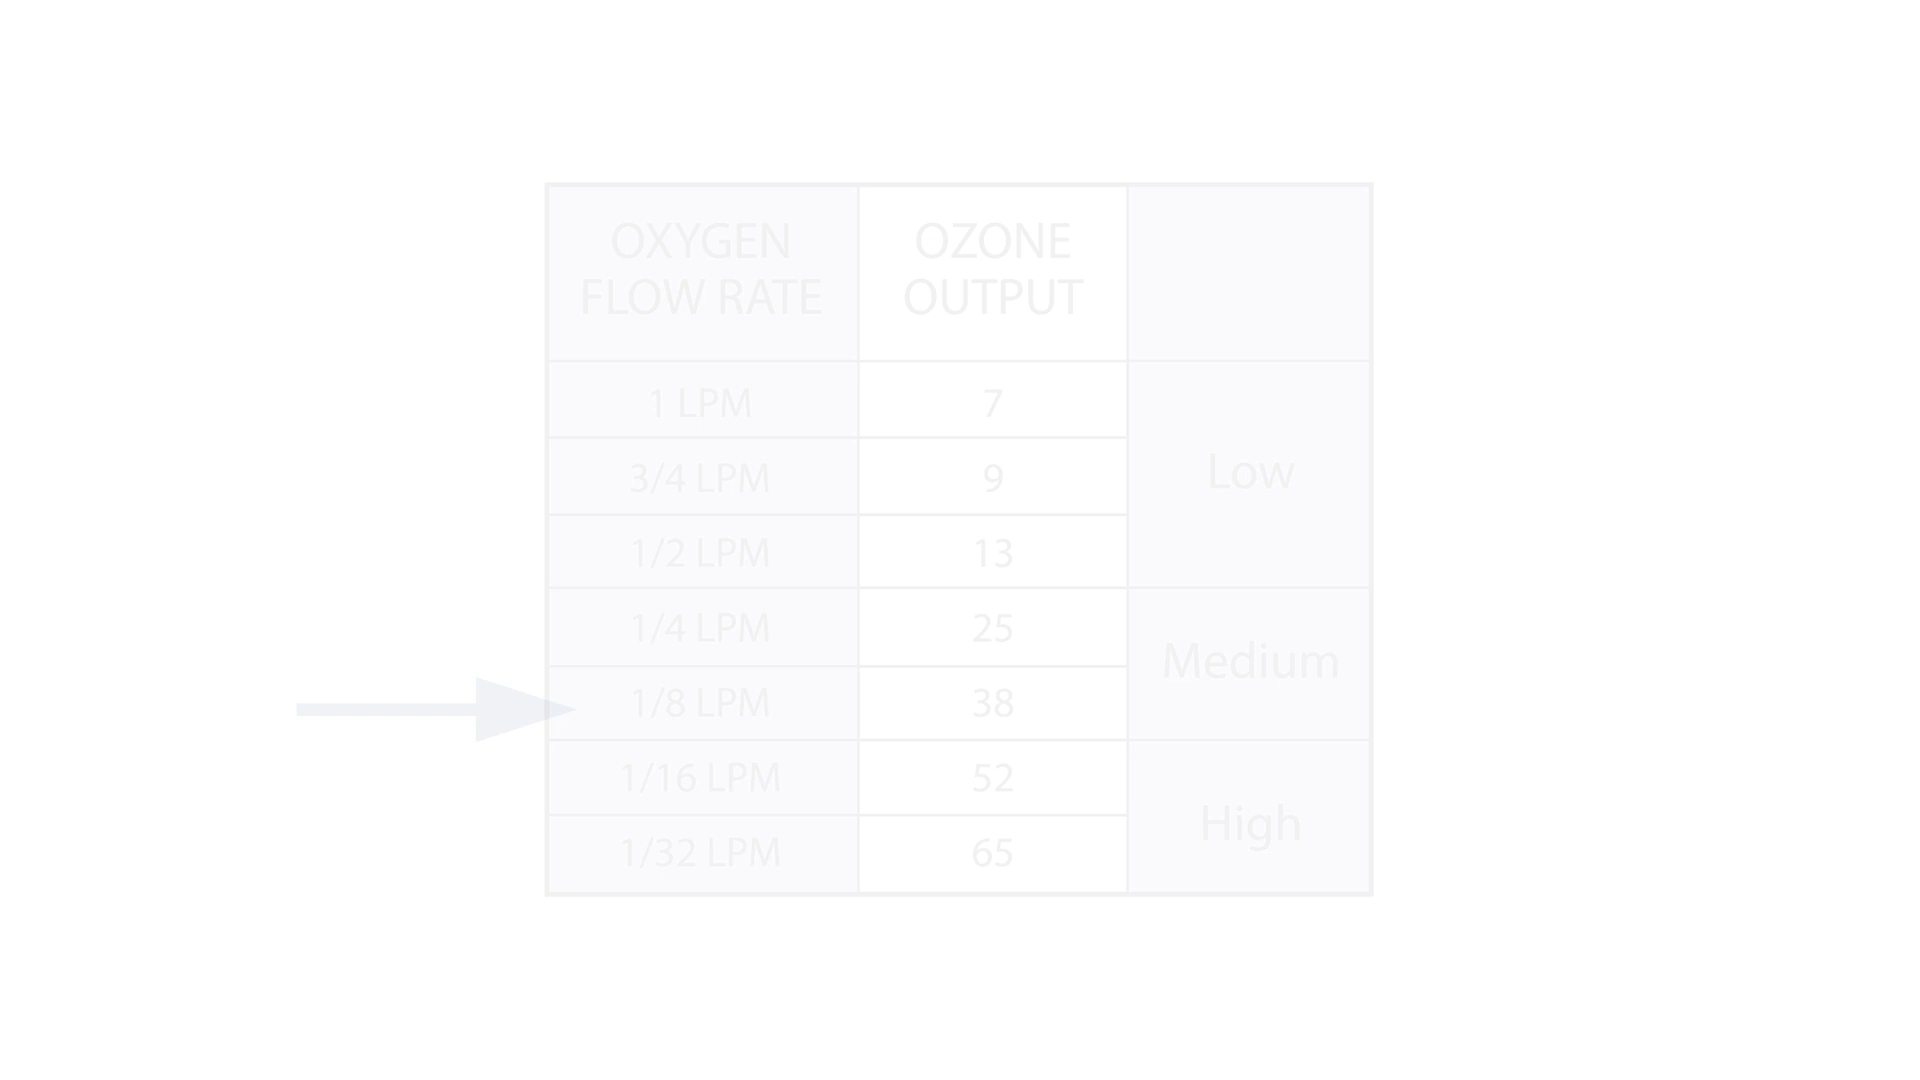 OXYGEN
FLOW RATE
OZONE
OUTPUT
1 LPM
7
3/4 LPM
9
Low
1/2 LPM
13
1/4 LPM
25
Medium
1/8 LPM
38
1/16 LPM
52
High
1/32 LPM
65